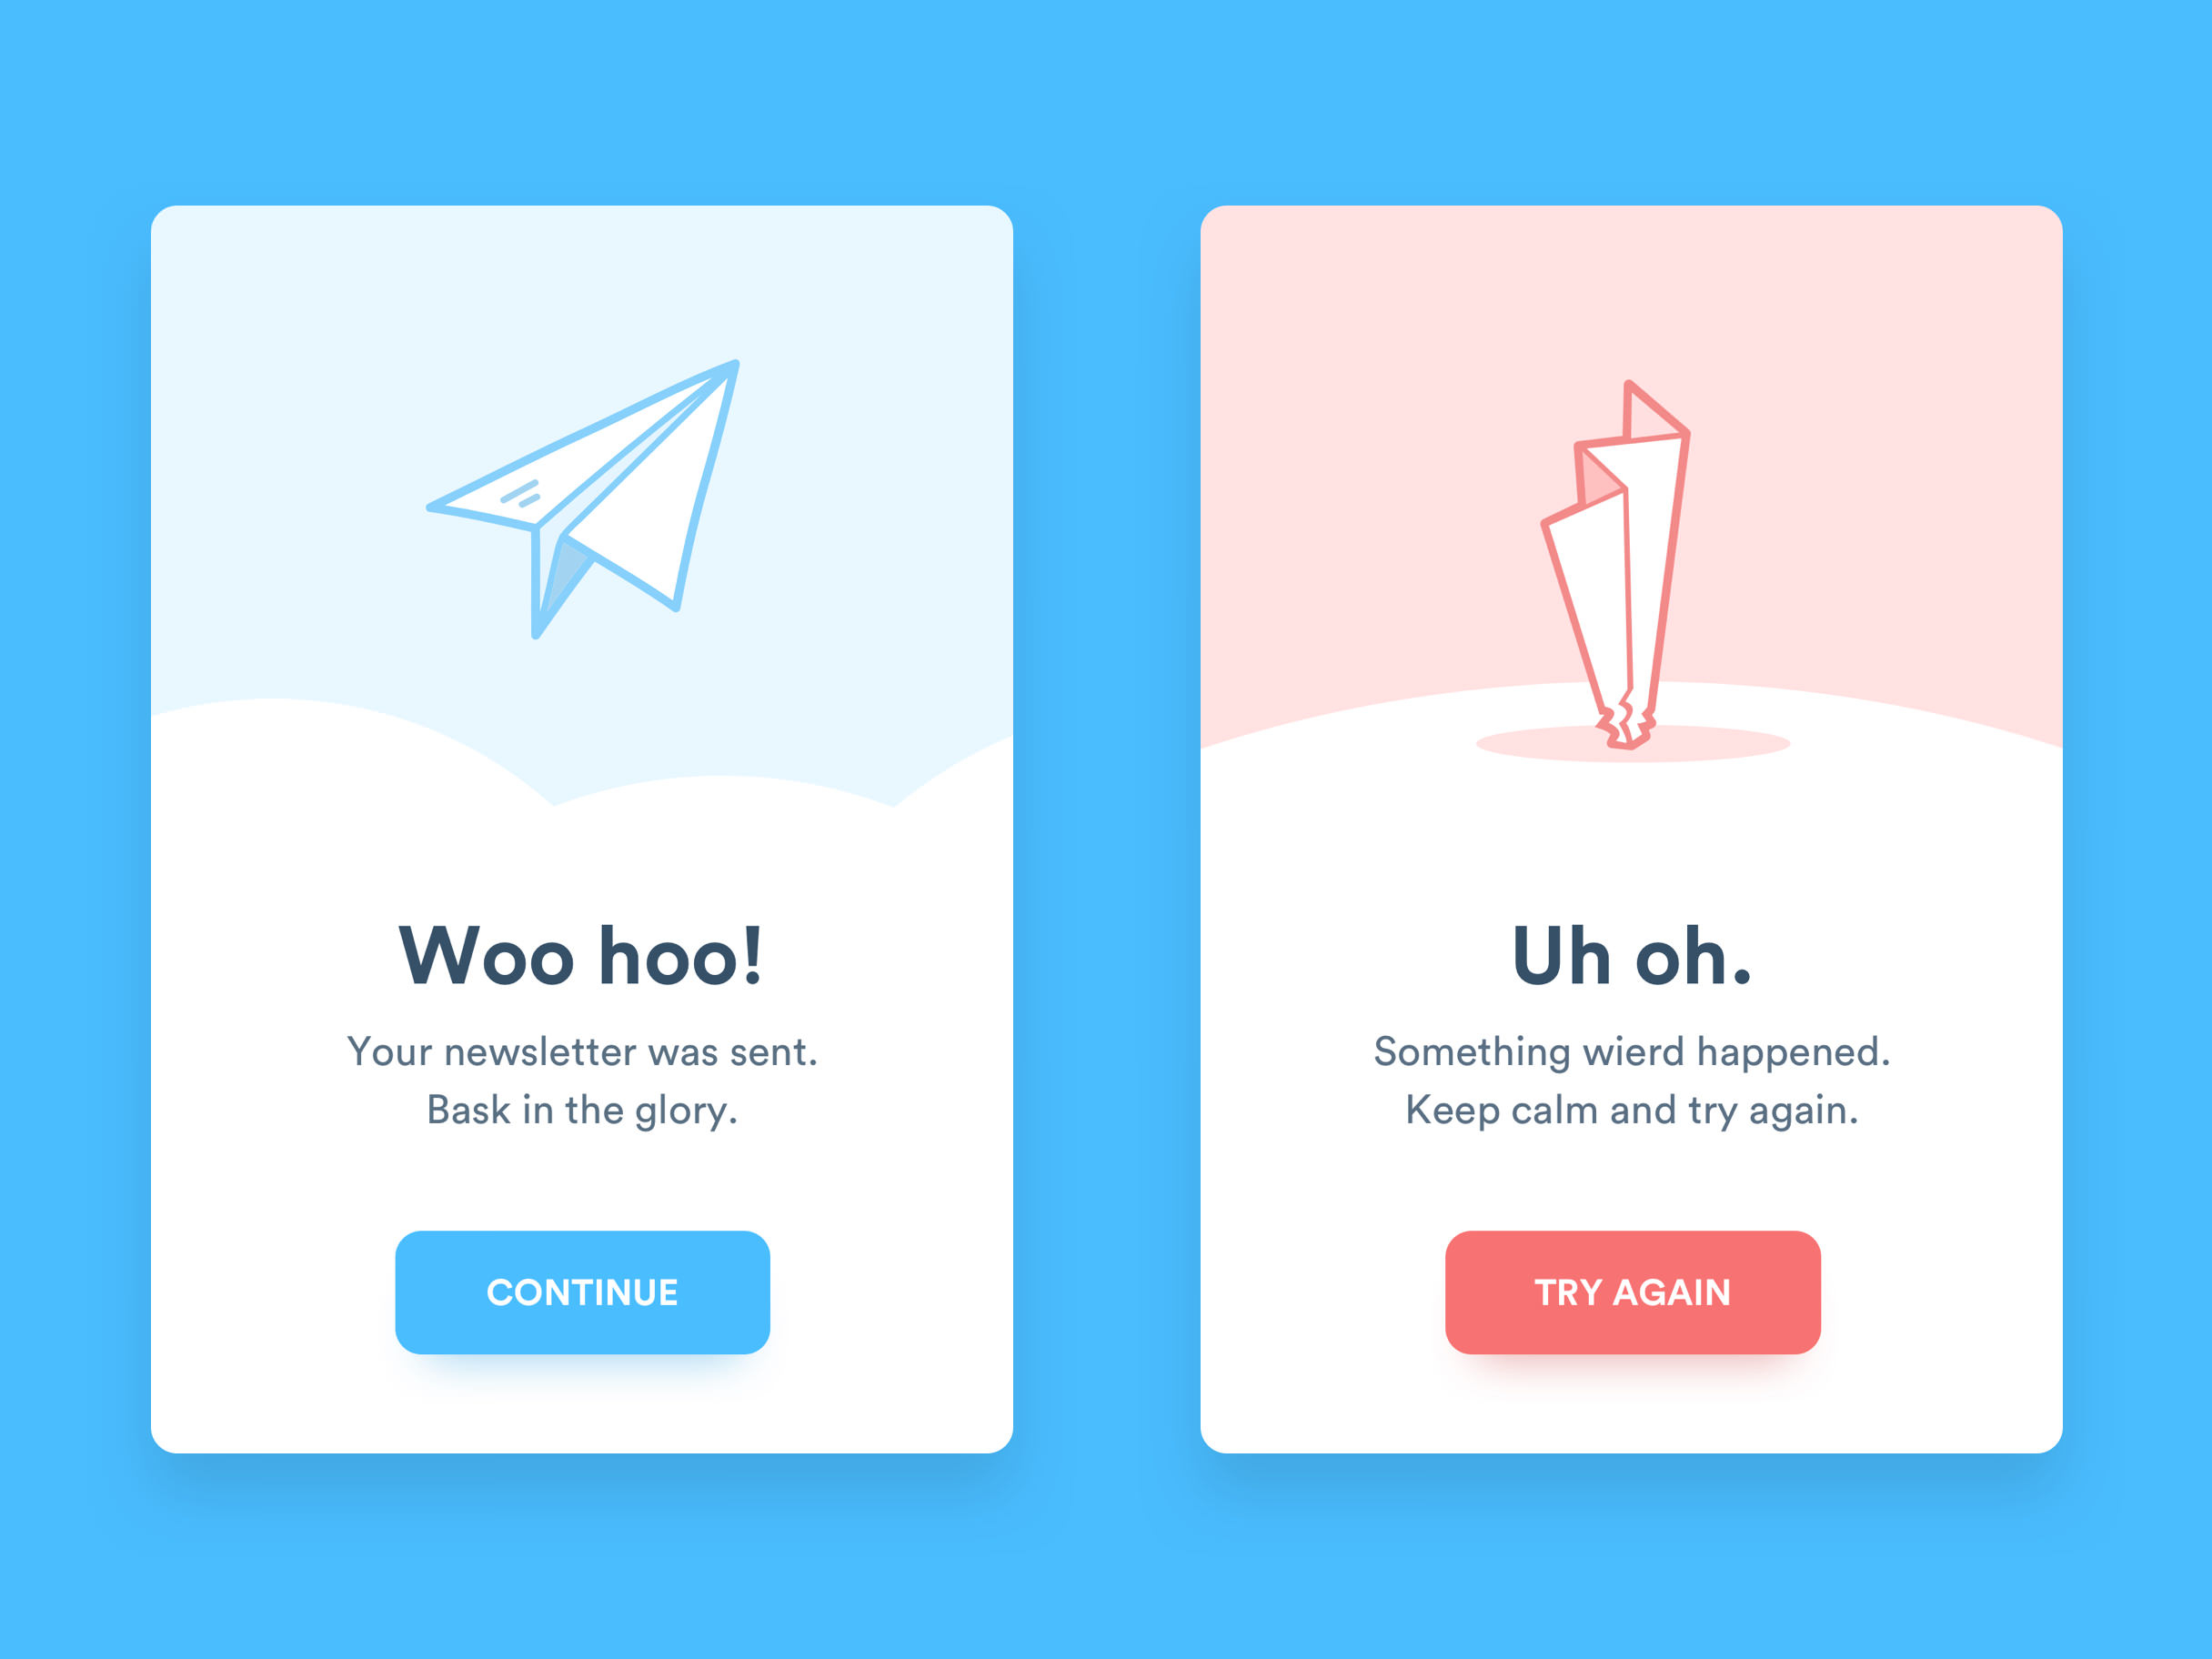 Woo hoo!
Your newsletter was sent.
Bask in the glory.
CONTINUE
Uh oh.
Something wierd happened.
Keep calm and try again.
TRY AGAIN